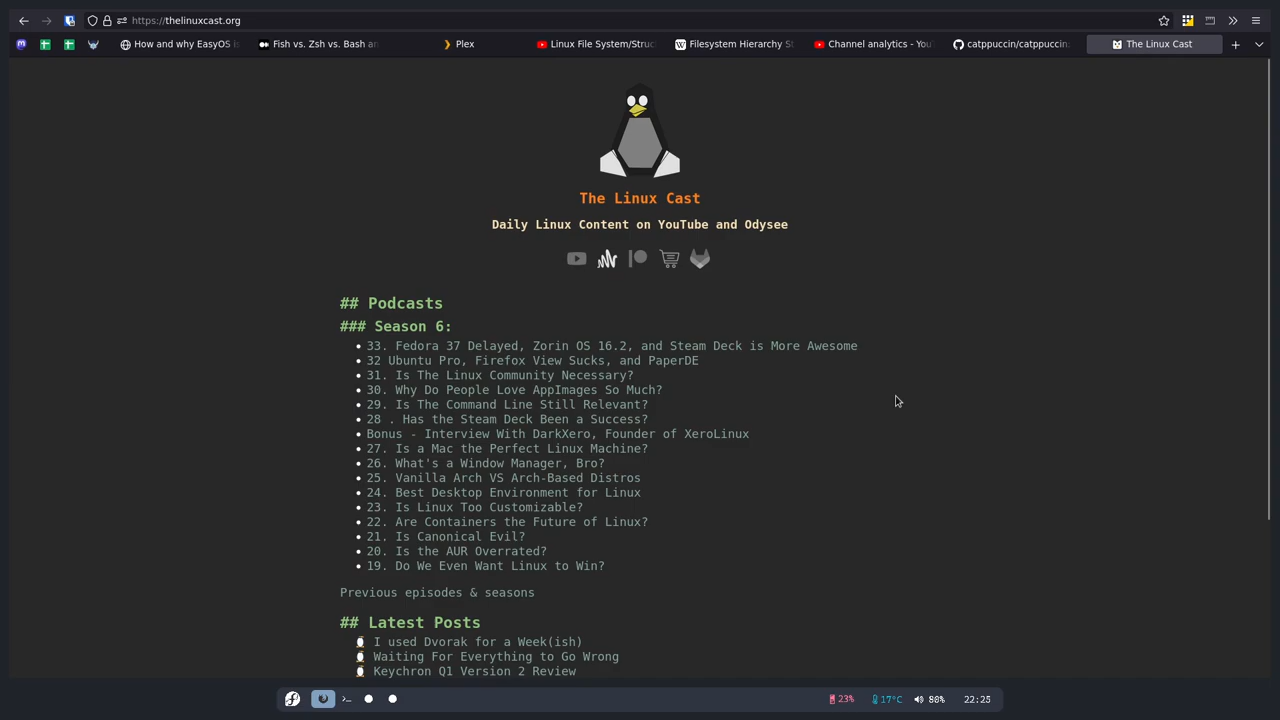 https://thelinuxcast.org
How and why EasyOS is
Fish vs. Zsh vs. Bash an
Plex
Linux File System/Struc
Filesystem Hierarchy St
Channel analytics - You
catppuccin/catppuccin:
The Linux Cast
The Linux Cast
Daily Linux Content on YouTube and Odysee
## Podcasts
### Season 6:
33. Fedora 37 Delayed, Zorin OS 16.2, and Steam Deck is More Awesome
32 Ubuntu Pro, Firefox View Sucks, and PaperDE
31. Is The Linux Community Necessary?
30. Why Do People Love AppImages So Much?
29. Is The Command Line Still Relevant?
28 . Has the Steam Deck Been a Success?
Bonus - Interview With DarkXero, Founder of XeroLinux
27. Is a Mac the Perfect Linux Machine?
26. What's a Window Manager, Bro?
25. Vanilla Arch VS Arch-Based Distros
24. Best Desktop Environment for Linux
23. Is Linux Too Customizable?
22. Are Containers the Future of Linux?
21. Is Canonical Evil?
20. Is the AUR Overrated?
19. Do We Even Want Linux to Win?
Previous episodes & seasons
## Latest Posts
I used Dvorak for a Week(ish)
Waiting For Everything to Go Wrong
Keychron Q1 Version 2 Review
23% 17°C 80% 22:25